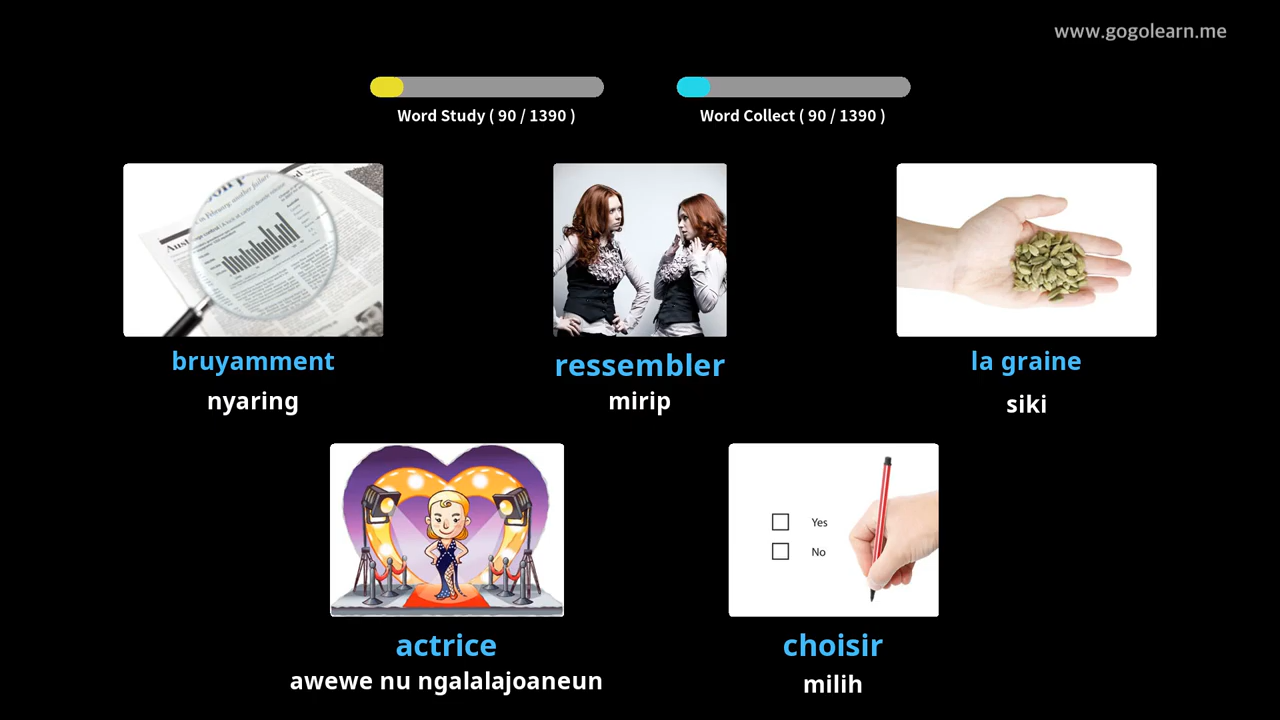 www.gogolearn.me
Word Study ( 90 / 1390 )
Word Collect ( 90 / 1390 )
bruyamment
nyaring
ressembler
mirip
la graine
siki
Yes
No
actrice
awewe nu ngalalajoaneun
choisir
milih